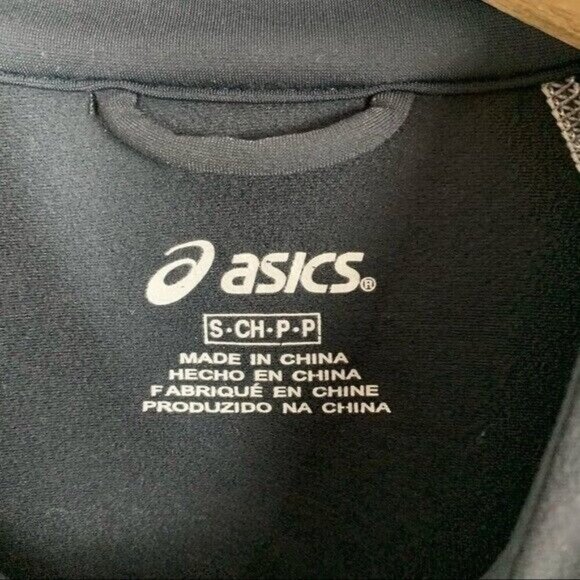 asics®
S·CH·P·P
MADE IN CHINA
HECHO EN CHINA
FABRIQUÉ EN CHINE
PRODUZIDO NA CHINA